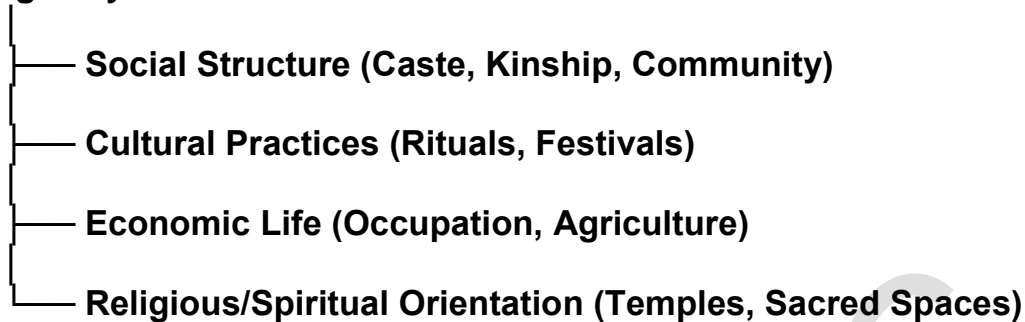 Social Structure (Caste, Kinship, Community)
Cultural Practices (Rituals, Festivals)
Economic Life (Occupation, Agriculture)
Religious/Spiritual Orientation (Temples, Sacred Spaces)